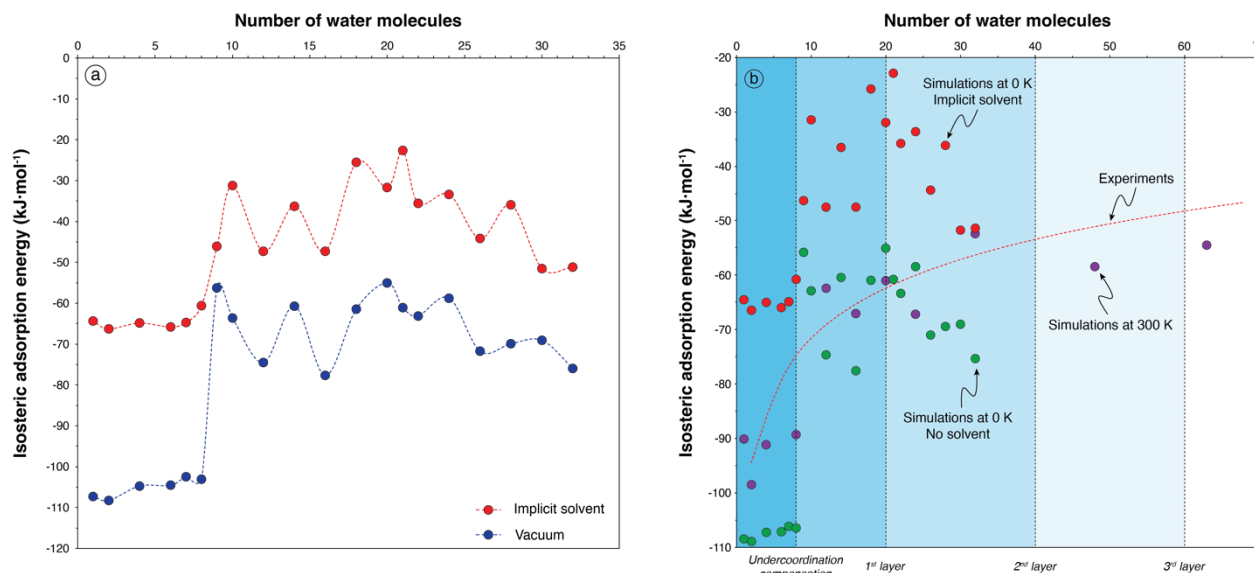 Number of water molecules
0 5 10 15 20 25 30 35
a
Isosteric adsorption energy (kJ·mol⁻¹)
0
-10
-20
-30
-40
-50
-60
-70
-80
-90
-100
-110
-120
Implicit solvent
Vacuum
Number of water molecules
0 10 20 30 40 50 60
b
Isosteric adsorption energy (kJ·mol⁻¹)
-20
-30
-40
-50
-60
-70
-80
-90
-100
-110
Simulations at 0 K
Implicit solvent
Experiments
Simulations at 300 K
Simulations at 0 K
No solvent
Undercoordination
1st layer
2nd layer
3rd layer